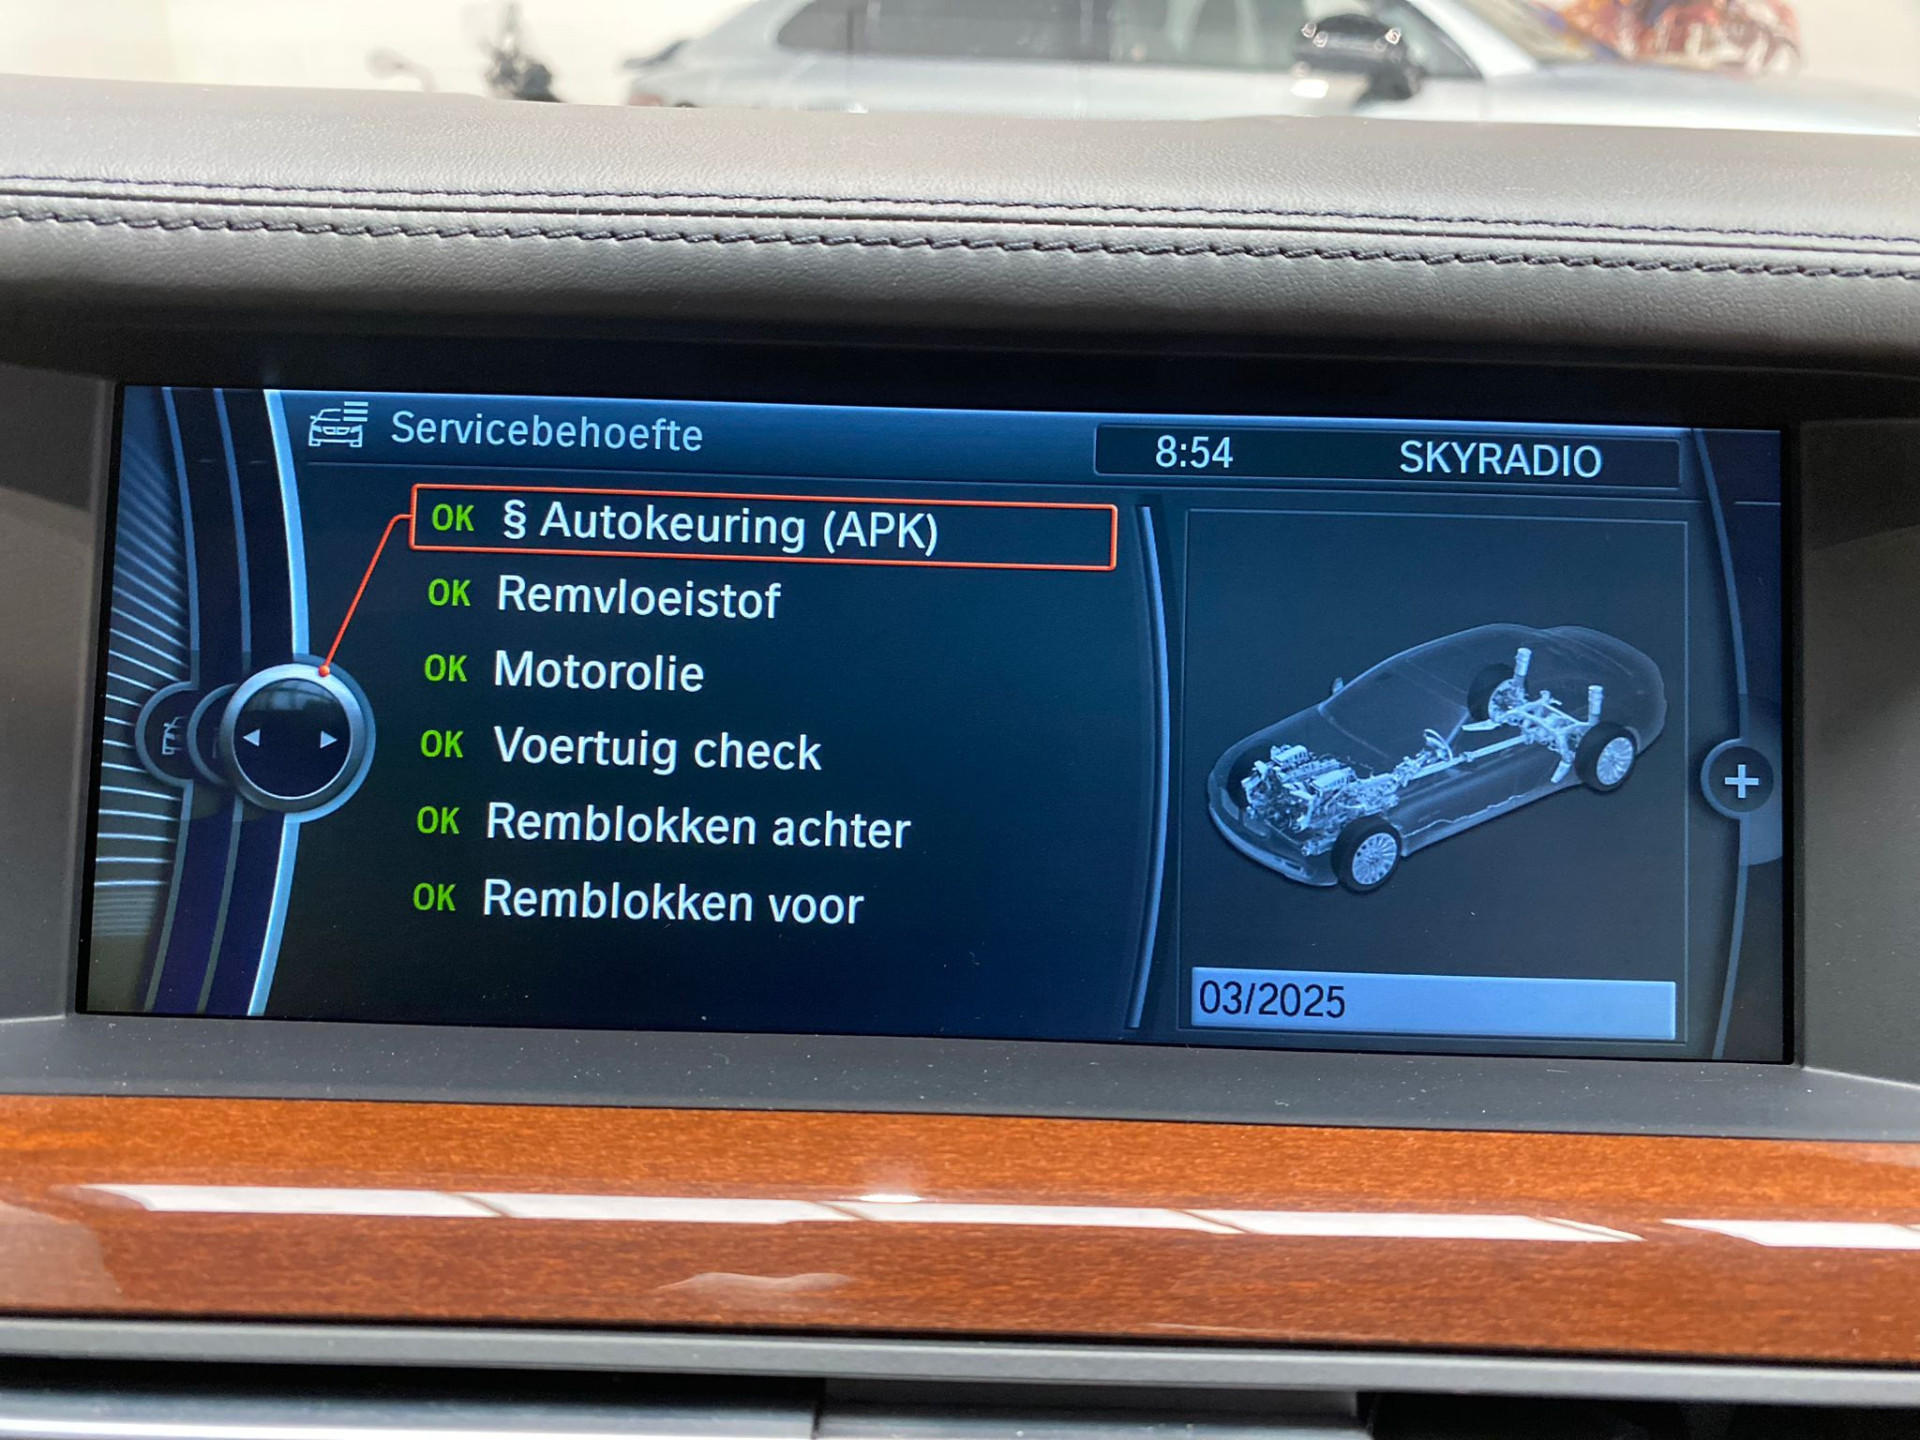 Servicebehoefte
8:54 SKYRADIO
OK § Autokeuring (APK)
OK Remvloeistof
OK Motorolie
OK Voertuig check
OK Remblokken achter
OK Remblokken voor
03/2025